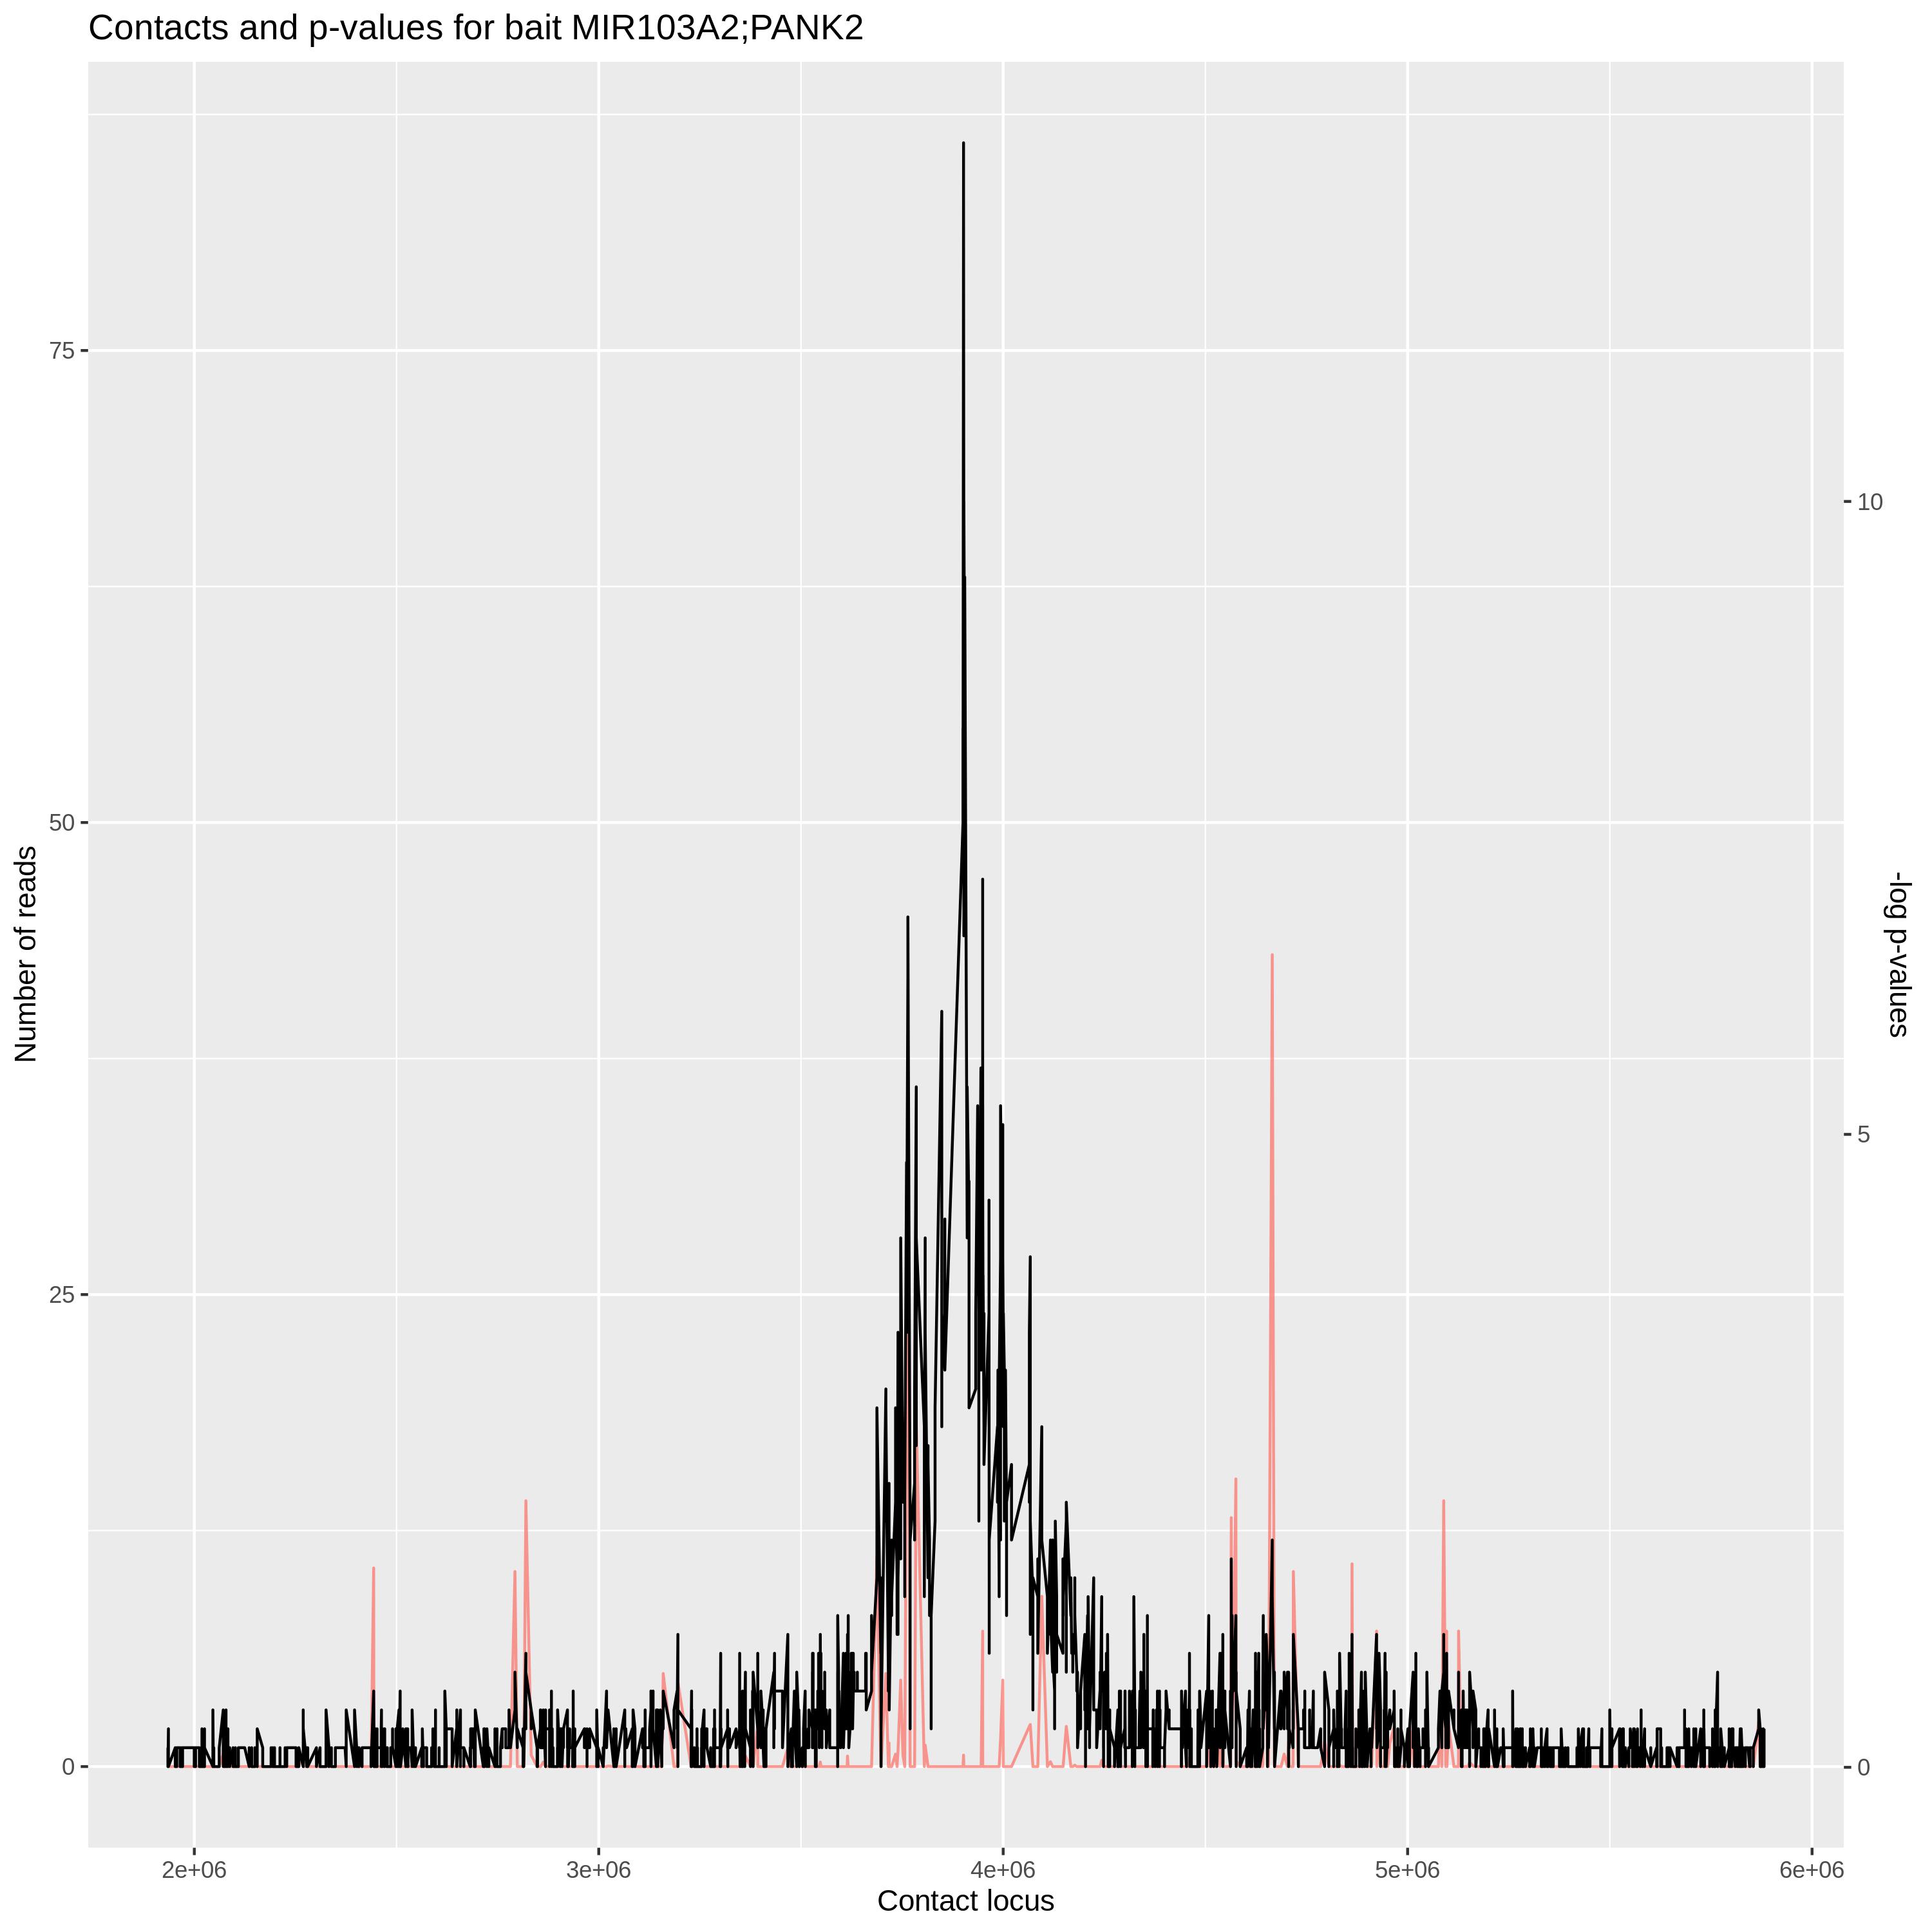 Contacts and p-values for bait MIR103A2;PANK2
75
50
25
0
10
5
0
Number of reads
-log p-values
2e+06 3e+06 4e+06 5e+06 6e+06
Contact locus